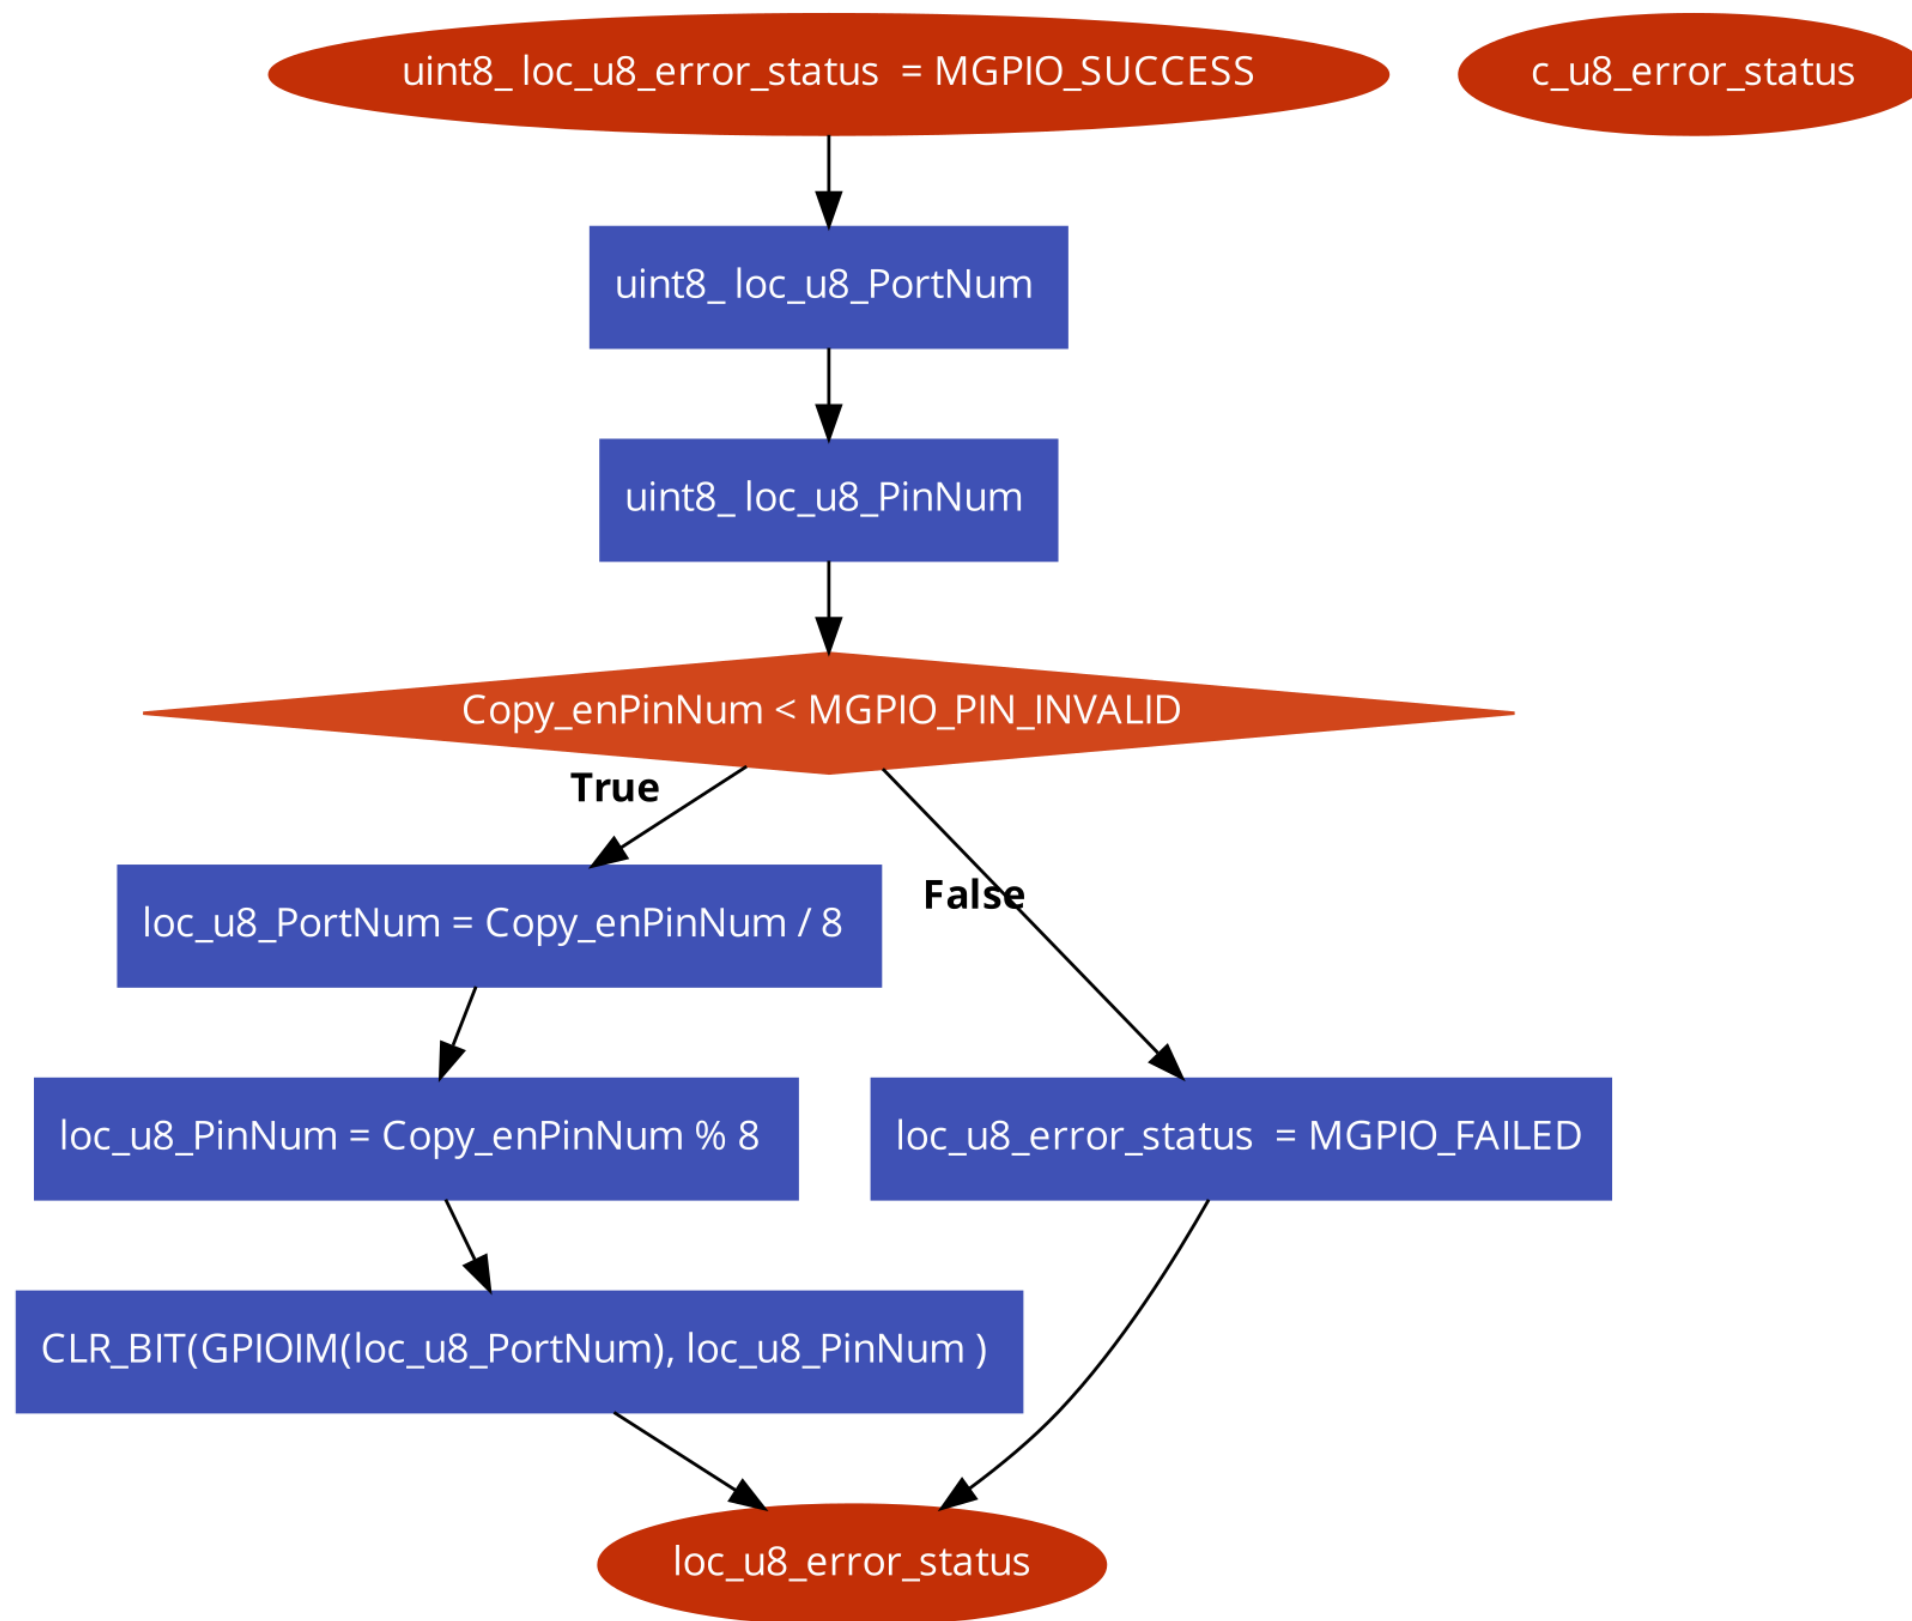 uint8_ loc_u8_error_status  = MGPIO_SUCCESS
c_u8_error_status
uint8_ loc_u8_PortNum
uint8_ loc_u8_PinNum
Copy_enPinNum < MGPIO_PIN_INVALID
True
False
loc_u8_PortNum = Copy_enPinNum / 8
loc_u8_PinNum = Copy_enPinNum % 8
loc_u8_error_status  = MGPIO_FAILED
CLR_BIT(GPIOIM(loc_u8_PortNum), loc_u8_PinNum )
loc_u8_error_status